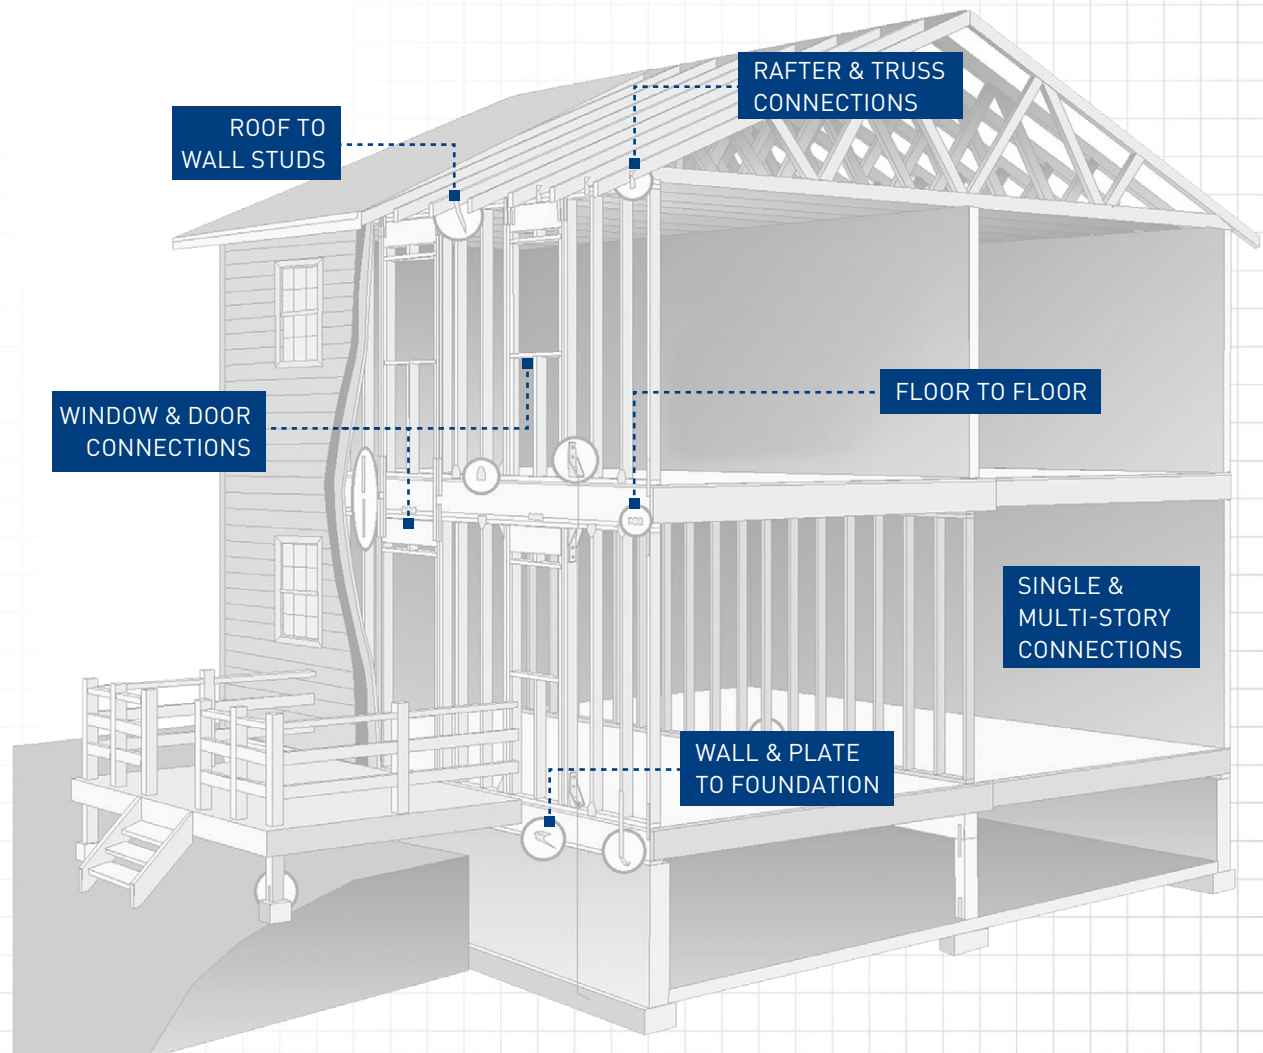 RAFTER & TRUSS
CONNECTIONS
ROOF TO
WALL STUDS
FLOOR TO FLOOR
WINDOW & DOOR
CONNECTIONS
SINGLE &
MULTI-STORY
CONNECTIONS
WALL & PLATE
TO FOUNDATION